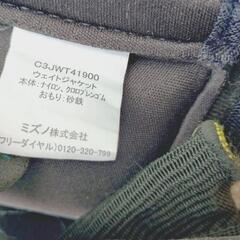 C3JWT41900
ウェイトジャケット
本体：ナイロン、クロロプレンゴム
おもり：砂鉄
ミズノ株式会社
フリーダイヤル）0120-320-799